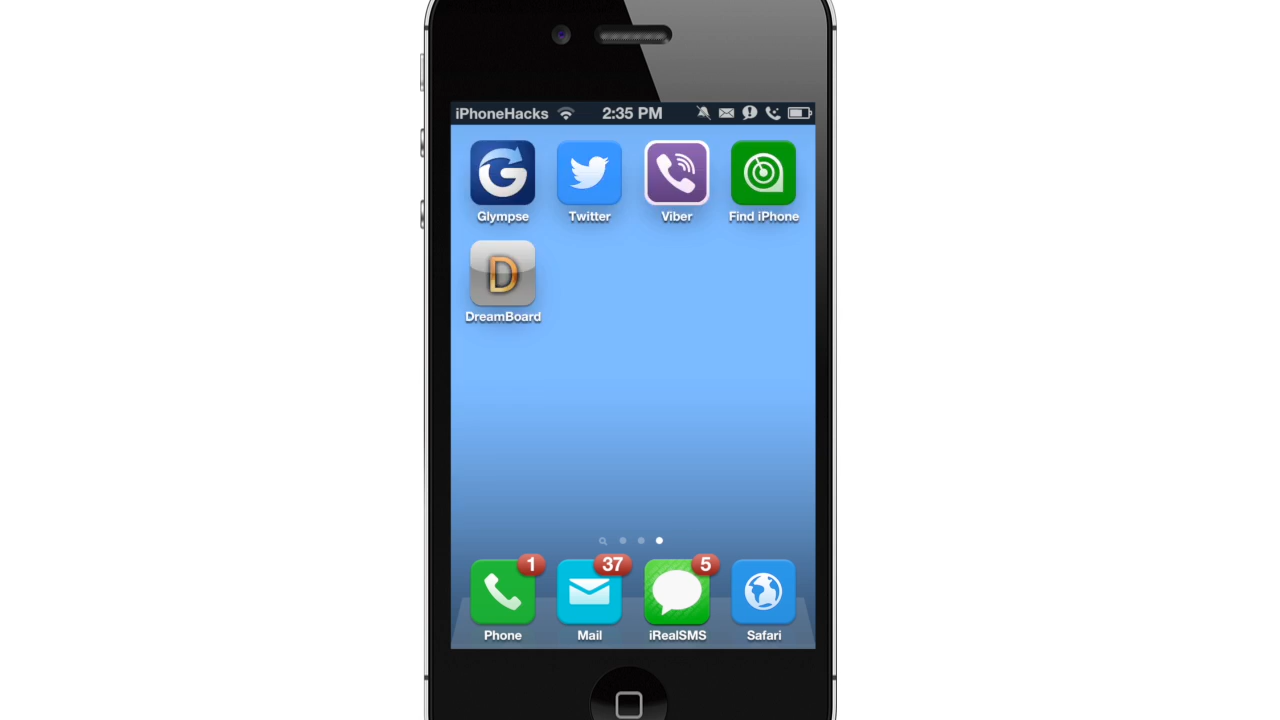 iPhoneHacks 2:35 PM
Glympse Twitter Viber Find iPhone
D
DreamBoard
1 37 5
Phone Mail iRealSMS Safari